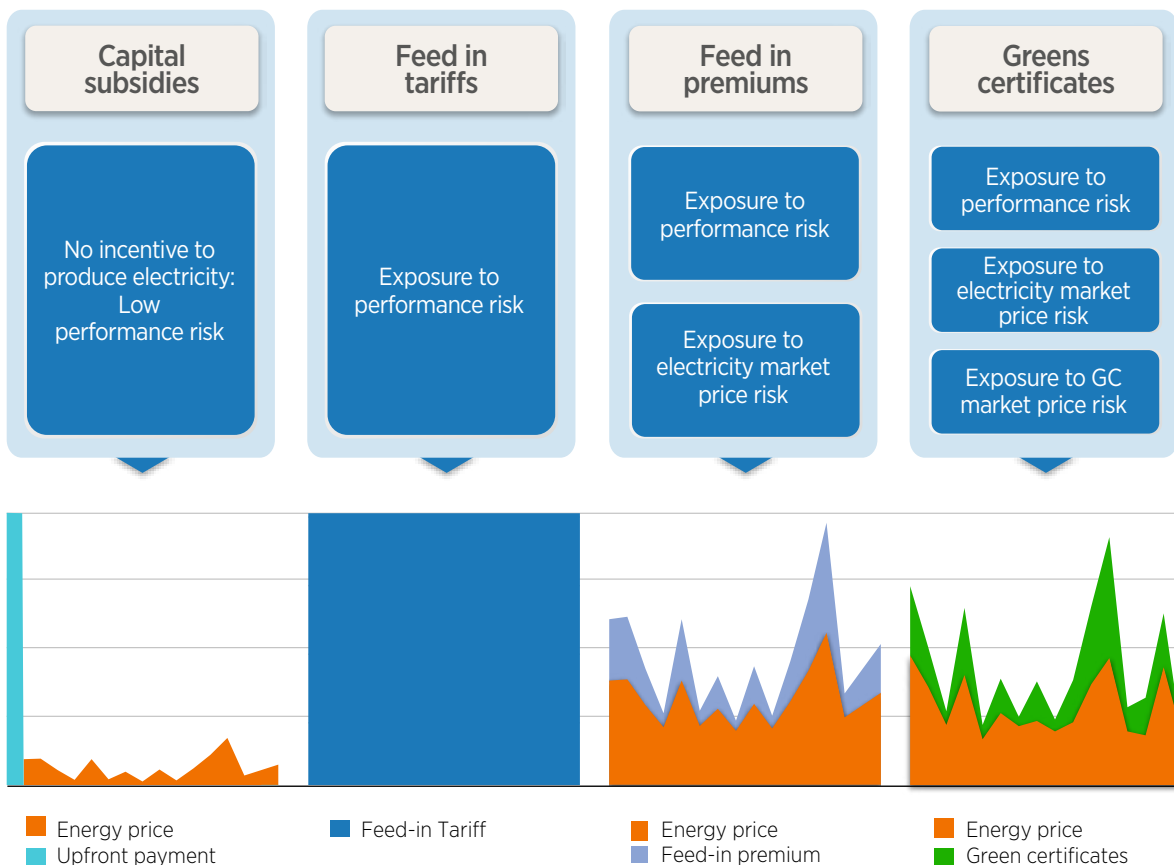 Capital
subsidies
No incentive to
produce electricity:
Low
performance risk
Feed in
tariffs
Exposure to
performance risk
Feed in
premiums
Exposure to
performance risk
Exposure to
electricity market
price risk
Greens
certificates
Exposure to
performance risk
Exposure to
electricity market
price risk
Exposure to GC
market price risk
Energy price
Upfront payment
Feed-in Tariff
Energy price
Feed-in premium
Energy price
Green certificates